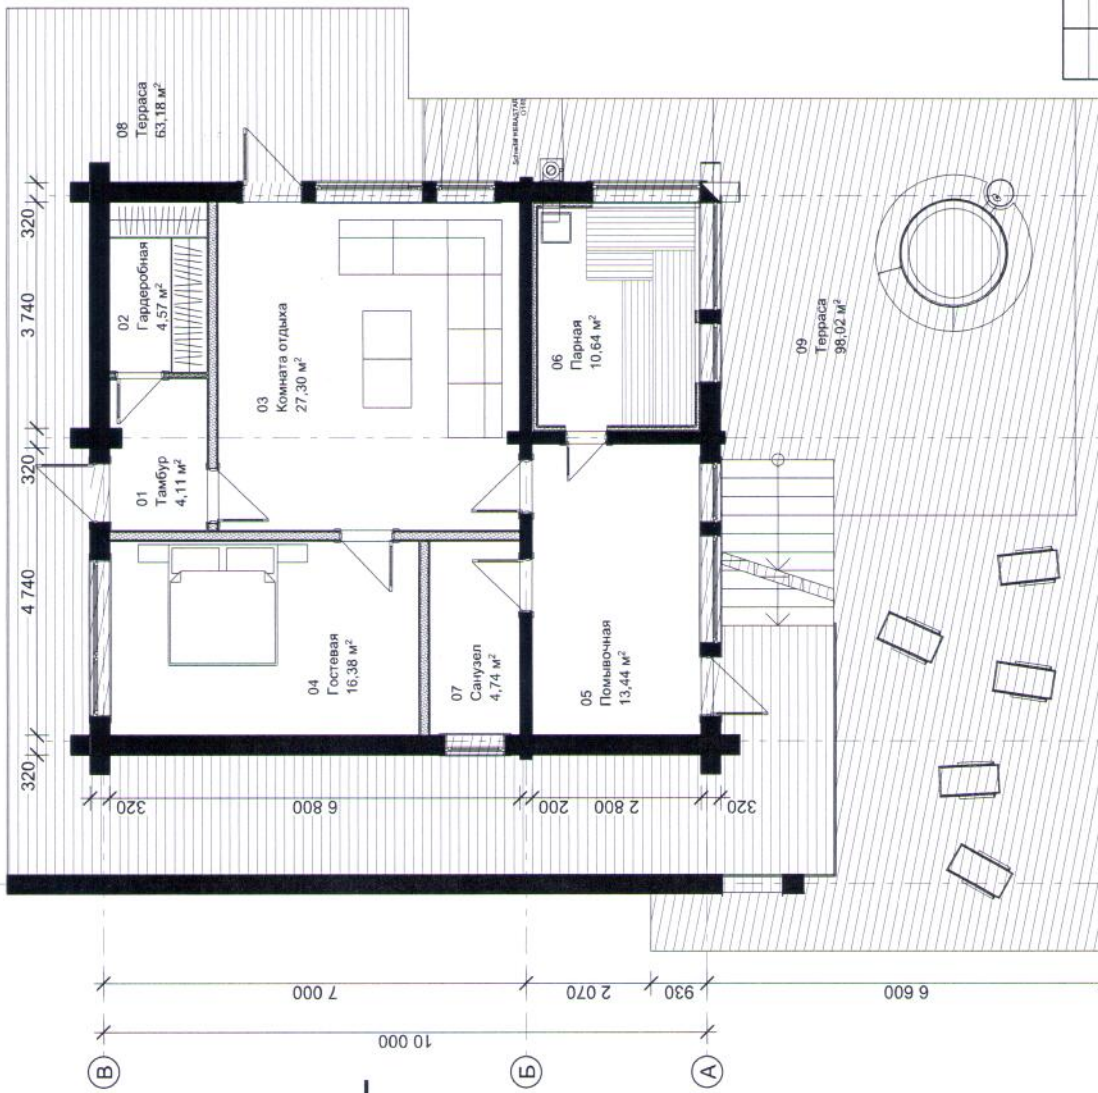 320
3 740
320
4 740
320
08
Терраса
63,18 м²
02
Гардеробная
4,57 м²
01
Тамбур
4,11 м²
03
Комната отдыха
27,30 м²
04
Гостевая
16,38 м²
07
Санузел
4,74 м²
06
Парная
10,64 м²
05
Помывочная
13,44 м²
09
Терраса
98,02 м²
320
6 800
200
2 800
320
7 000
2 070
930
6 600
10 000
В
Б
А